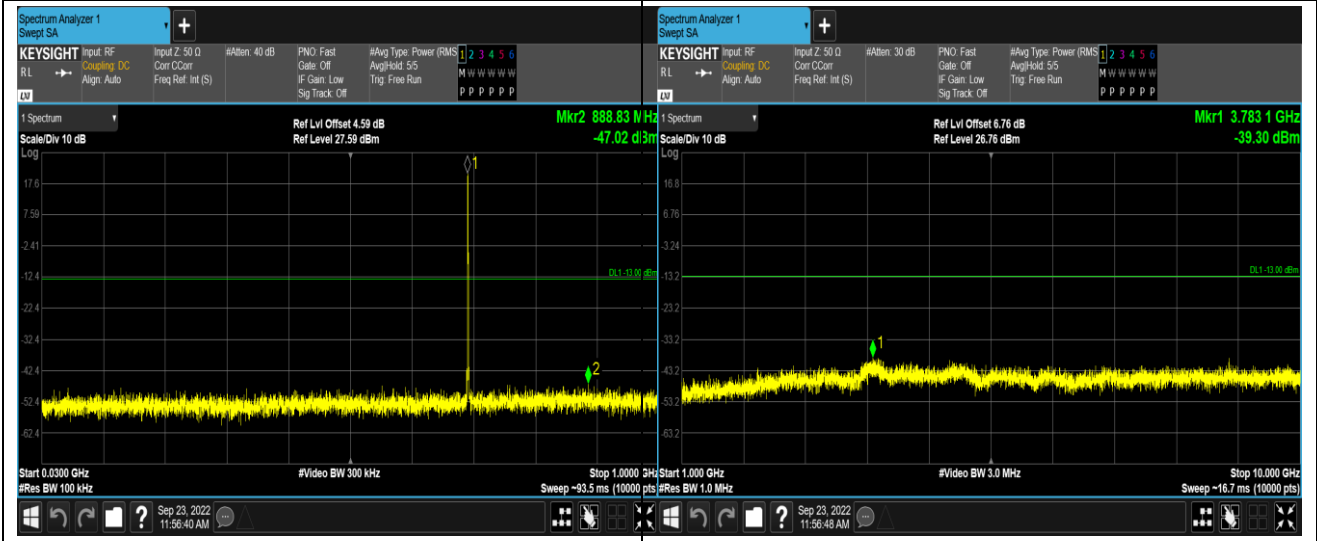 Spectrum Analyzer 1
Swept SA
+
KEYSIGHT Input: RF Input Z: 50 Ω #Atten: 40 dB PNO: Fast #Avg Type: Power (RMS 1 2 3 4 5 6
RL Coupling: DC Corr CCorr Gate: Off Avg|Hold: 5/5 M W W W W W
Align: Auto Freq Ref: Int (S) IF Gain: Low Trig: Free Run
Sig Track: Off P P P P P P
LXI
1 Spectrum
Ref Lvl Offset 4.59 dB Mkr2 888.83 MHz
Scale/Div 10 dB Ref Level 27.59 dBm -47.02 dBm
Log
1
17.6
7.59
-2.41
DL1 -13.00 dBm
-12.4
-22.4
-32.4
-42.4
2
-52.4
-62.4
Start 0.0300 GHz #Video BW 300 kHz Stop 1.0000 GHz
#Res BW 100 kHz Sweep ~93.5 ms (10000 pts)
? Sep 23, 2022
11:56:40 AM
Spectrum Analyzer 1
Swept SA
+
KEYSIGHT Input: RF Input Z: 50 Ω #Atten: 30 dB PNO: Fast #Avg Type: Power (RMS 1 2 3 4 5 6
RL Coupling: DC Corr CCorr Gate: Off Avg|Hold: 5/5 M W W W W W
Align: Auto Freq Ref: Int (S) IF Gain: Low Trig: Free Run
Sig Track: Off P P P P P P
LXI
1 Spectrum
Ref Lvl Offset 6.76 dB Mkr1 3.783 1 GHz
Scale/Div 10 dB Ref Level 26.76 dBm -39.30 dBm
Log
16.8
6.76
-3.24
DL1 -13.00 dBm
-13.2
-23.2
-33.2
1
-43.2
-53.2
-63.2
Start 1.000 GHz #Video BW 3.0 MHz Stop 10.000 GHz
#Res BW 1.0 MHz Sweep ~16.7 ms (10000 pts)
? Sep 23, 2022
11:56:48 AM